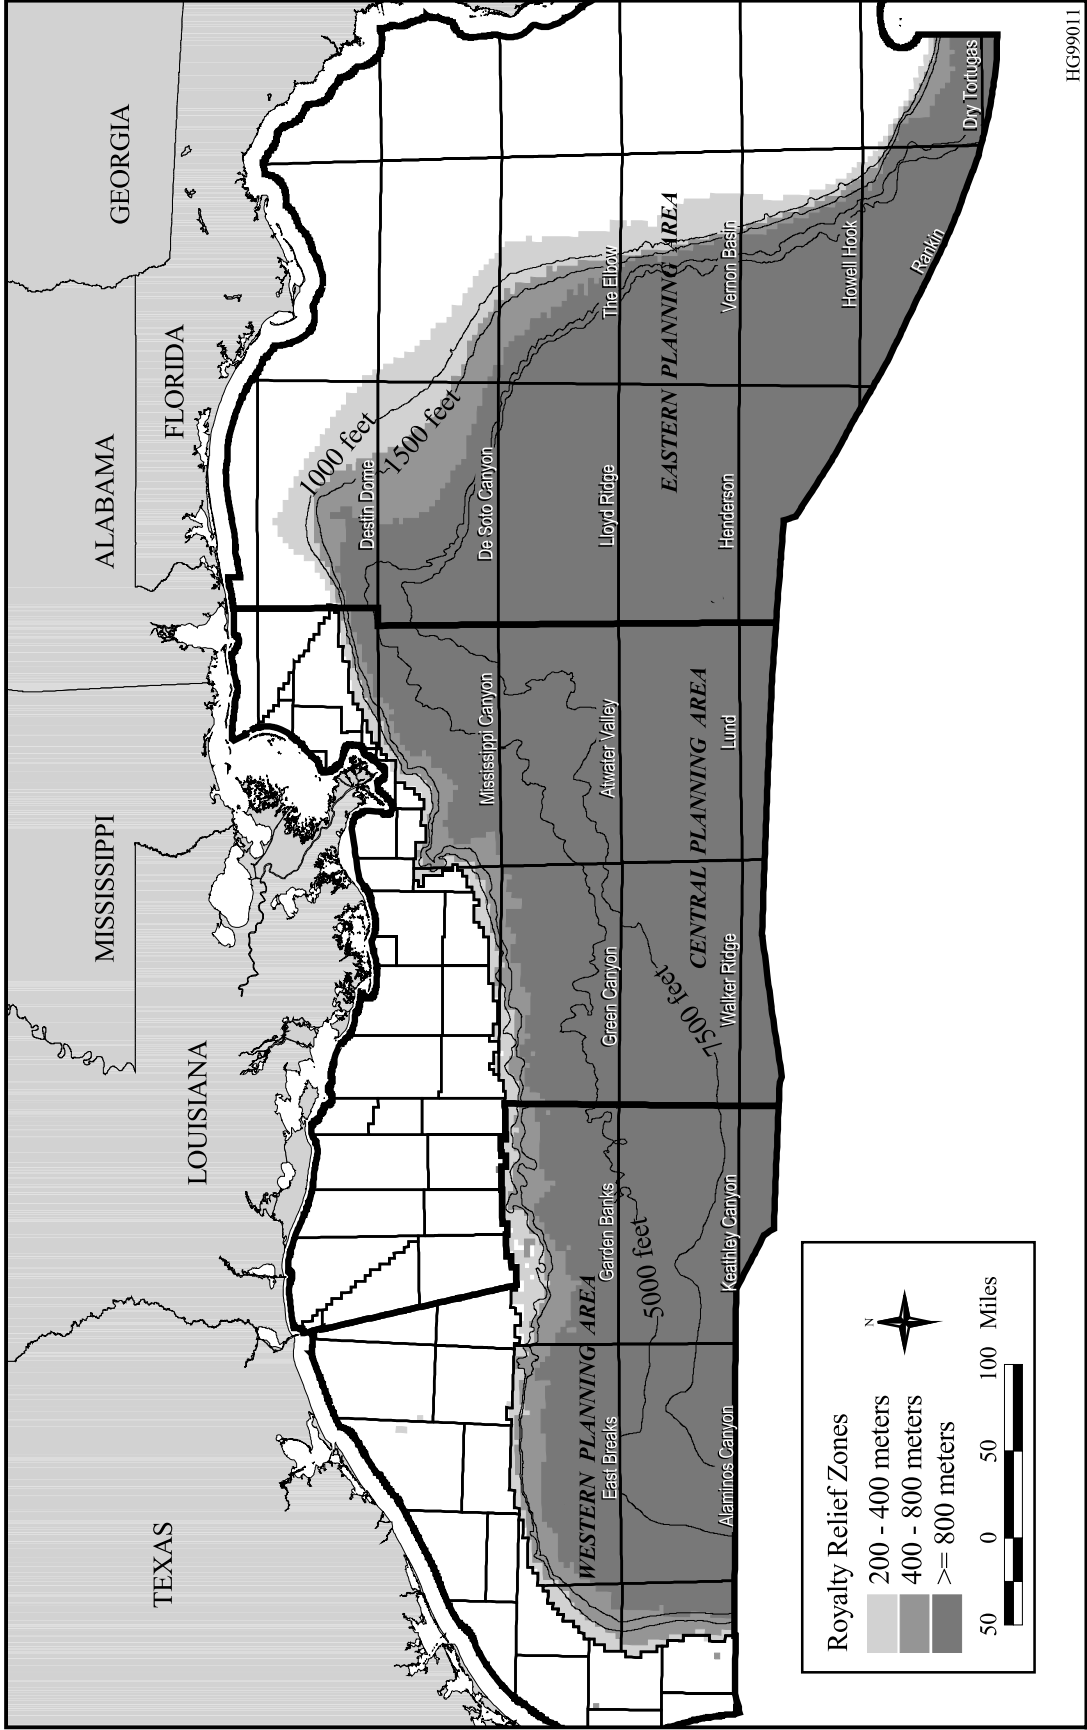 TEXAS
LOUISIANA
MISSISSIPPI
ALABAMA
FLORIDA
GEORGIA
1000 feet
1500 feet
Destin Dome
De Soto Canyon
Mississippi Canyon
The Elbow
Lloyd Ridge
Atwater Valley
Green Canyon
Garden Banks
East Breaks
WESTERN PLANNING AREA
5000 feet
7500 feet
CENTRAL PLANNING AREA
EASTERN PLANNING AREA
Alaminos Canyon
Keathley Canyon
Walker Ridge
Lund
Henderson
Vernon Basin
Howell Hook
Rankin
Dry Tortugas
Royalty Relief Zones
200 - 400 meters
400 - 800 meters
>= 800 meters
N
50 0 50 100 Miles
HG99011